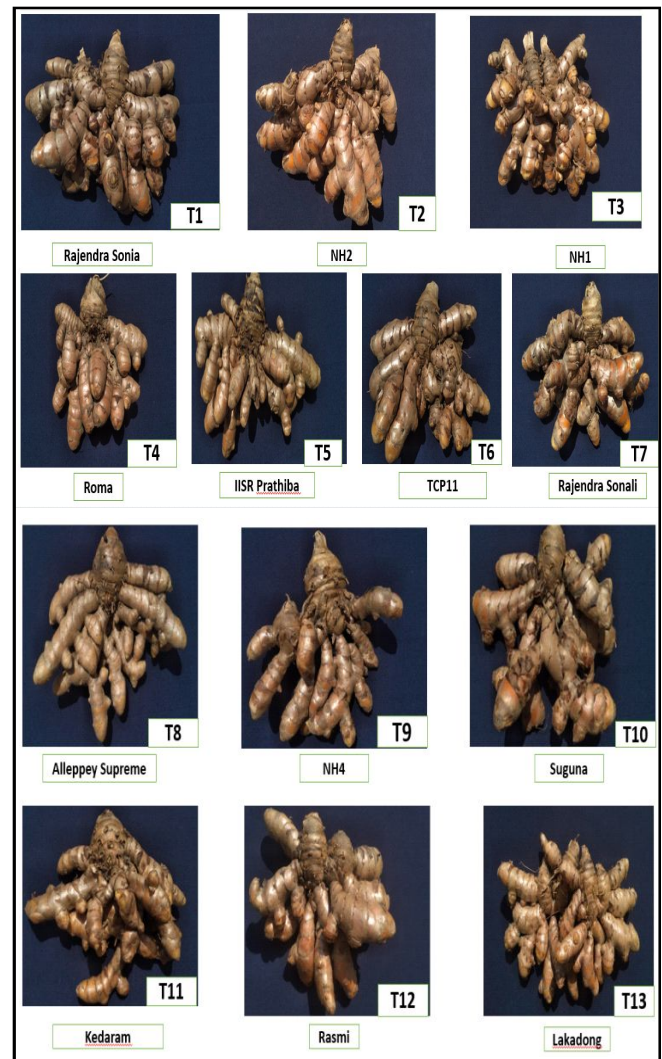 T1
T2
T3
Rajendra Sonia
NH2
NH1
T4
T5
T6
T7
Roma
IISR Prathiba
TCP11
Rajendra Sonali
T8
T9
T10
Alleppey Supreme
NH4
Suguna
T11
T12
T13
Kedaram
Rasmi
Lakadong